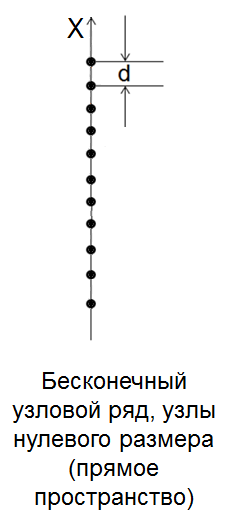 X
d
Бесконечный
узловой ряд, узлы
нулевого размера
(прямое
пространство)